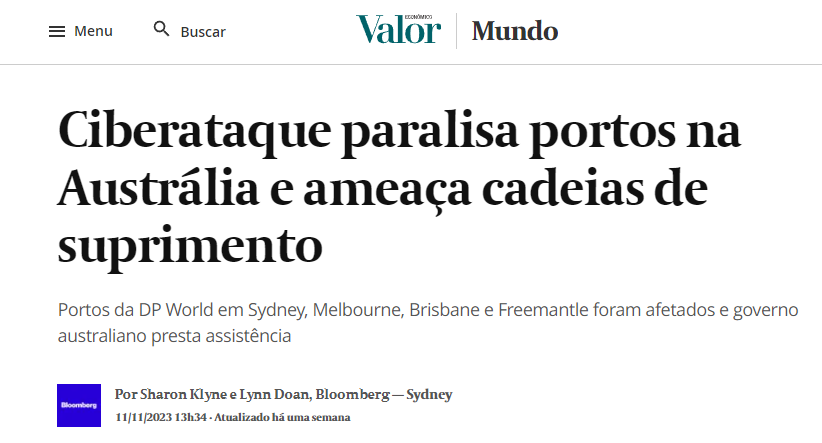 Menu
Buscar
Valor ECONÔMICO
Mundo
Ciberataque paralisa portos na
Austrália e ameaça cadeias de
suprimento
Portos da DP World em Sydney, Melbourne, Brisbane e Freemantle foram afetados e governo
australiano presta assistência
Bloomberg
Por Sharon Klyne e Lynn Doan, Bloomberg — Sydney
11/11/2023 13h34 · Atualizado há uma semana